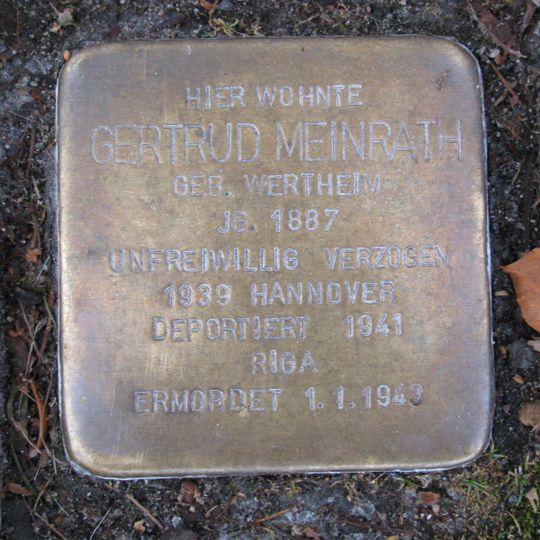 HIER WOHNTE
GERTRUD MEINRATH
GEB. WERTHEIM
JG. 1887
UNFREIWILLIG VERZOGEN
1939 HANNOVER
DEPORTIERT 1941
RIGA
ERMORDET 1.1.1943